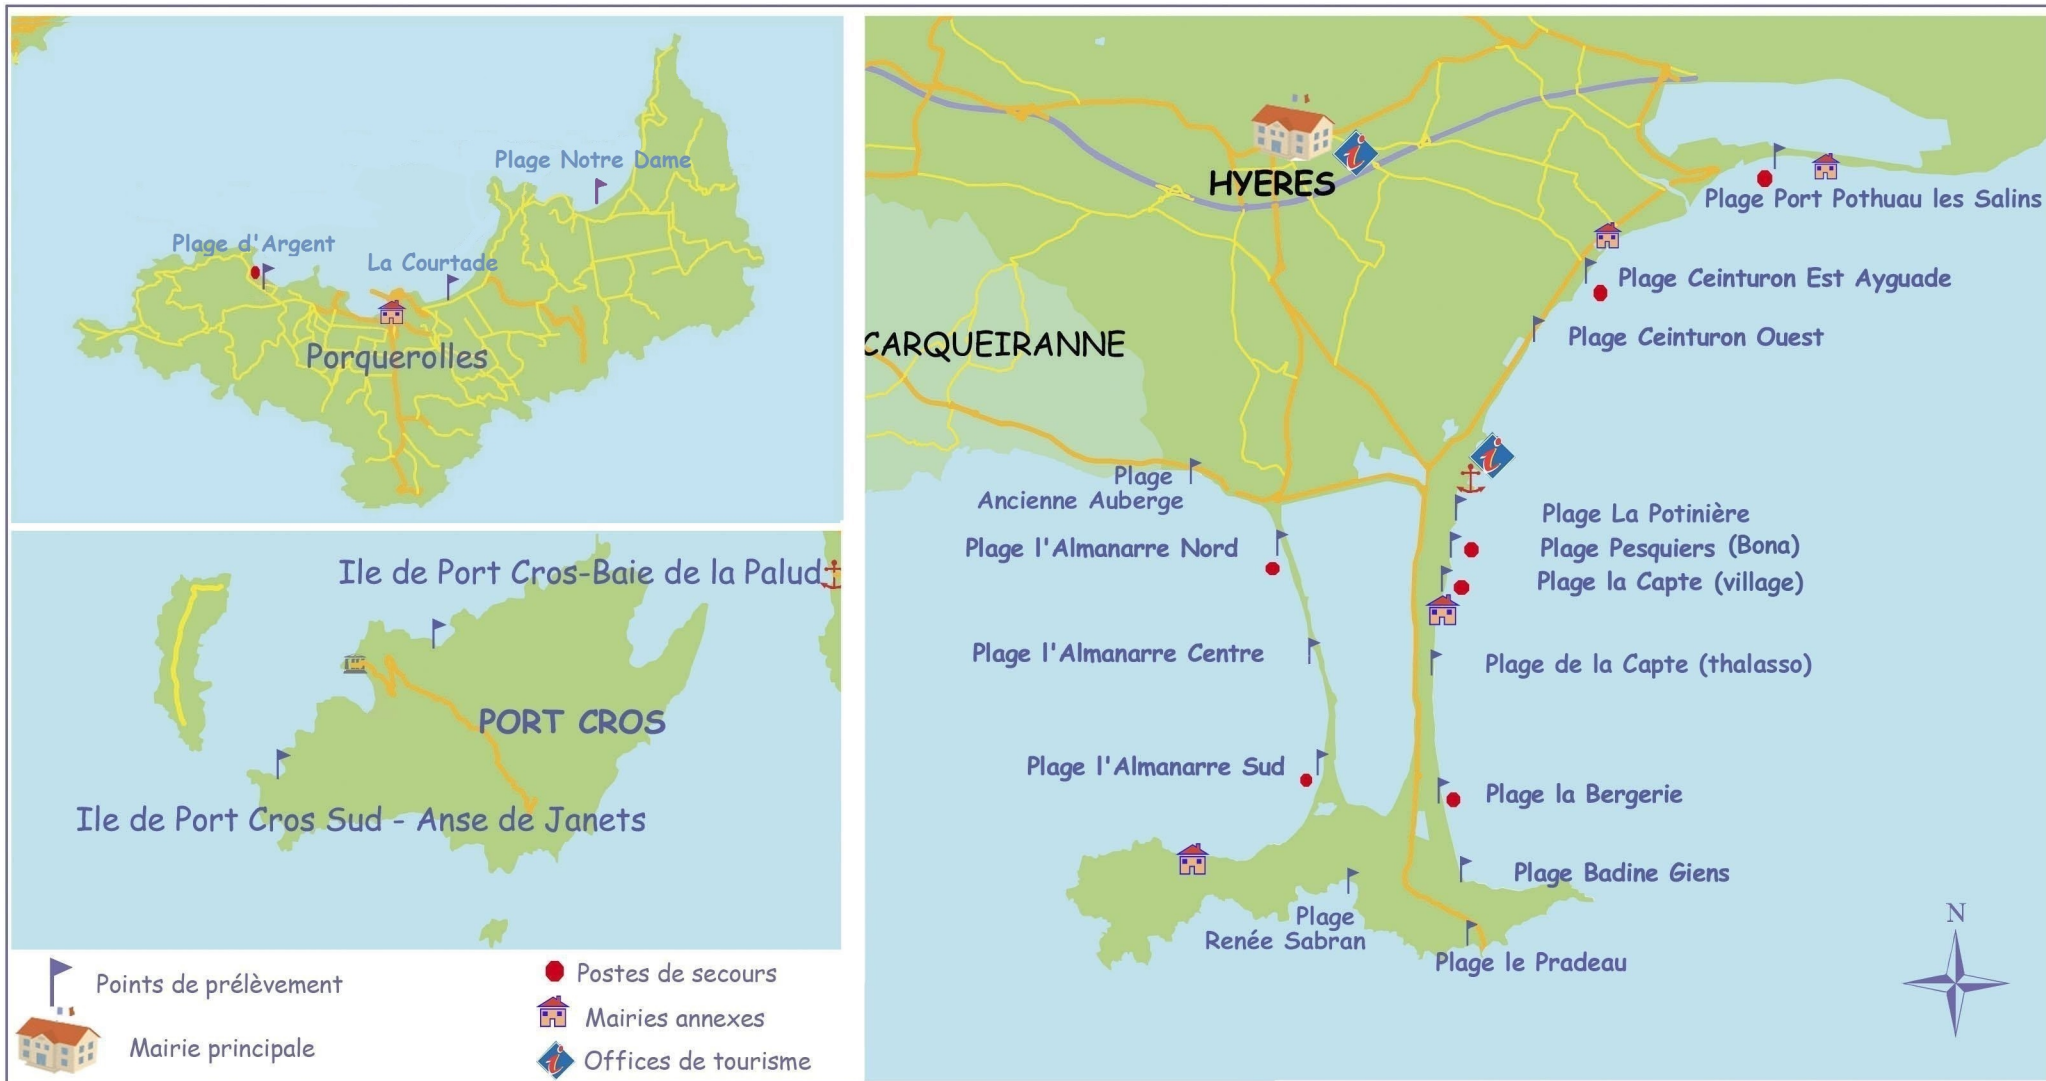 Plage Notre Dame
Plage d'Argent
La Courtade
Porquerolles
Ile de Port Cros-Baie de la Palud
PORT CROS
Ile de Port Cros Sud - Anse de Janets
Points de prélèvement
Mairie principale
Postes de secours
Mairies annexes
Offices de tourisme
HYERES
CARQUEIRANNE
Plage Port Pothuau les Salins
Plage Ceinturon Est Ayguade
Plage Ceinturon Ouest
Plage
Ancienne Auberge
Plage l'Almanarre Nord
Plage l'Almanarre Centre
Plage l'Almanarre Sud
Plage La Potinière
Plage Pesquiers (Bona)
Plage la Capte (village)
Plage de la Capte (thalasso)
Plage la Bergerie
Plage Badine Giens
Plage
Renée Sabran
Plage le Pradeau
N